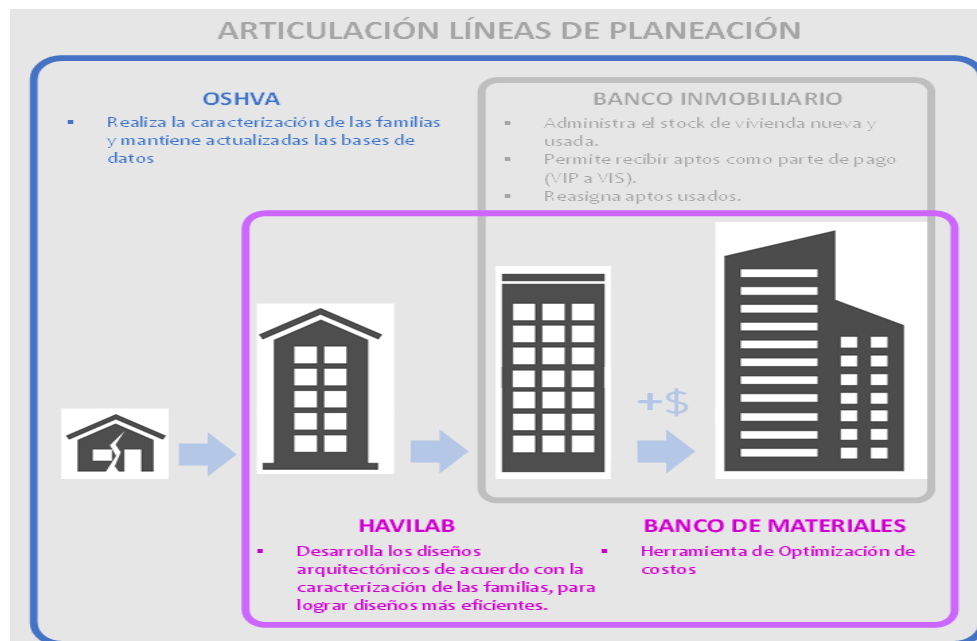 ARTICULACIÓN LÍNEAS DE PLANEACIÓN
OSHVA
▪ Realiza la caracterización de las familias
y mantiene actualizadas las bases de
datos
BANCO INMOBILIARIO
▪ Administra el stock de vivienda nueva y
usada.
▪ Permite recibir aptos como parte de pago
(VIP a VIS).
▪ Reasigna aptos usados.
+$
HAVILAB
▪ Desarrolla los diseños
arquitectónicos de acuerdo con la
caracterización de las familias, para
lograr diseños más eficientes.
BANCO DE MATERIALES
▪ Herramienta de Optimización de
costos